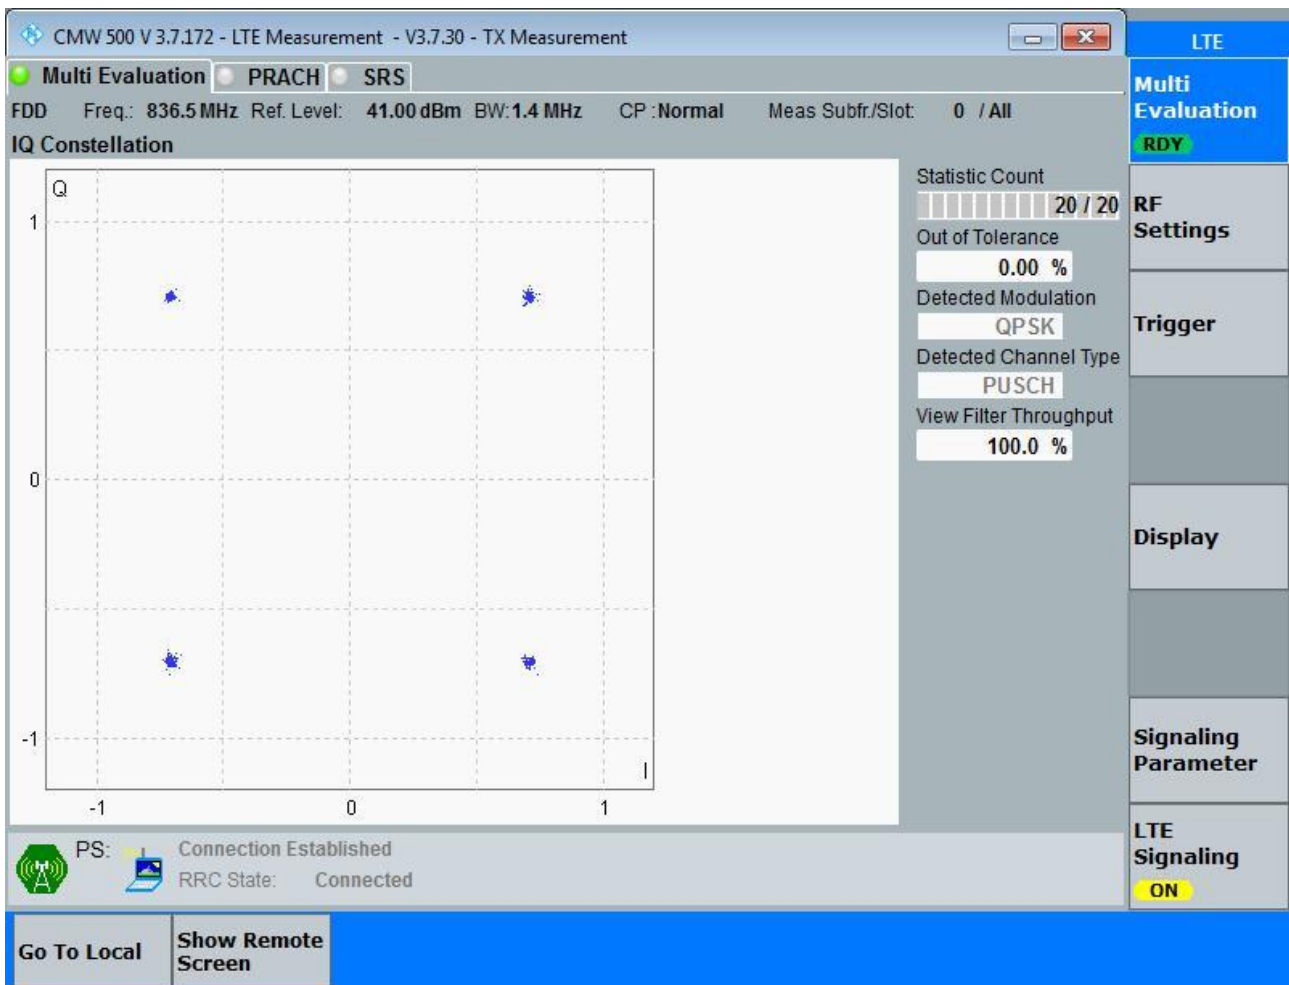 CMW 500 V 3.7.172 - LTE Measurement - V3.7.30 - TX Measurement
LTE
Multi Evaluation PRACH SRS
FDD Freq.: 836.5 MHz Ref. Level: 41.00 dBm BW: 1.4 MHz CP : Normal Meas Subfr./Slot: 0 / All
IQ Constellation
Q
1
0
-1
I
-1 0 1
Statistic Count
20 / 20
Out of Tolerance
0.00 %
Detected Modulation
QPSK
Detected Channel Type
PUSCH
View Filter Throughput
100.0 %
Multi
Evaluation
RDY
RF
Settings
Trigger
Display
Signaling
Parameter
LTE
Signaling
ON
PS: Connection Established
RRC State: Connected
Go To Local
Show Remote
Screen